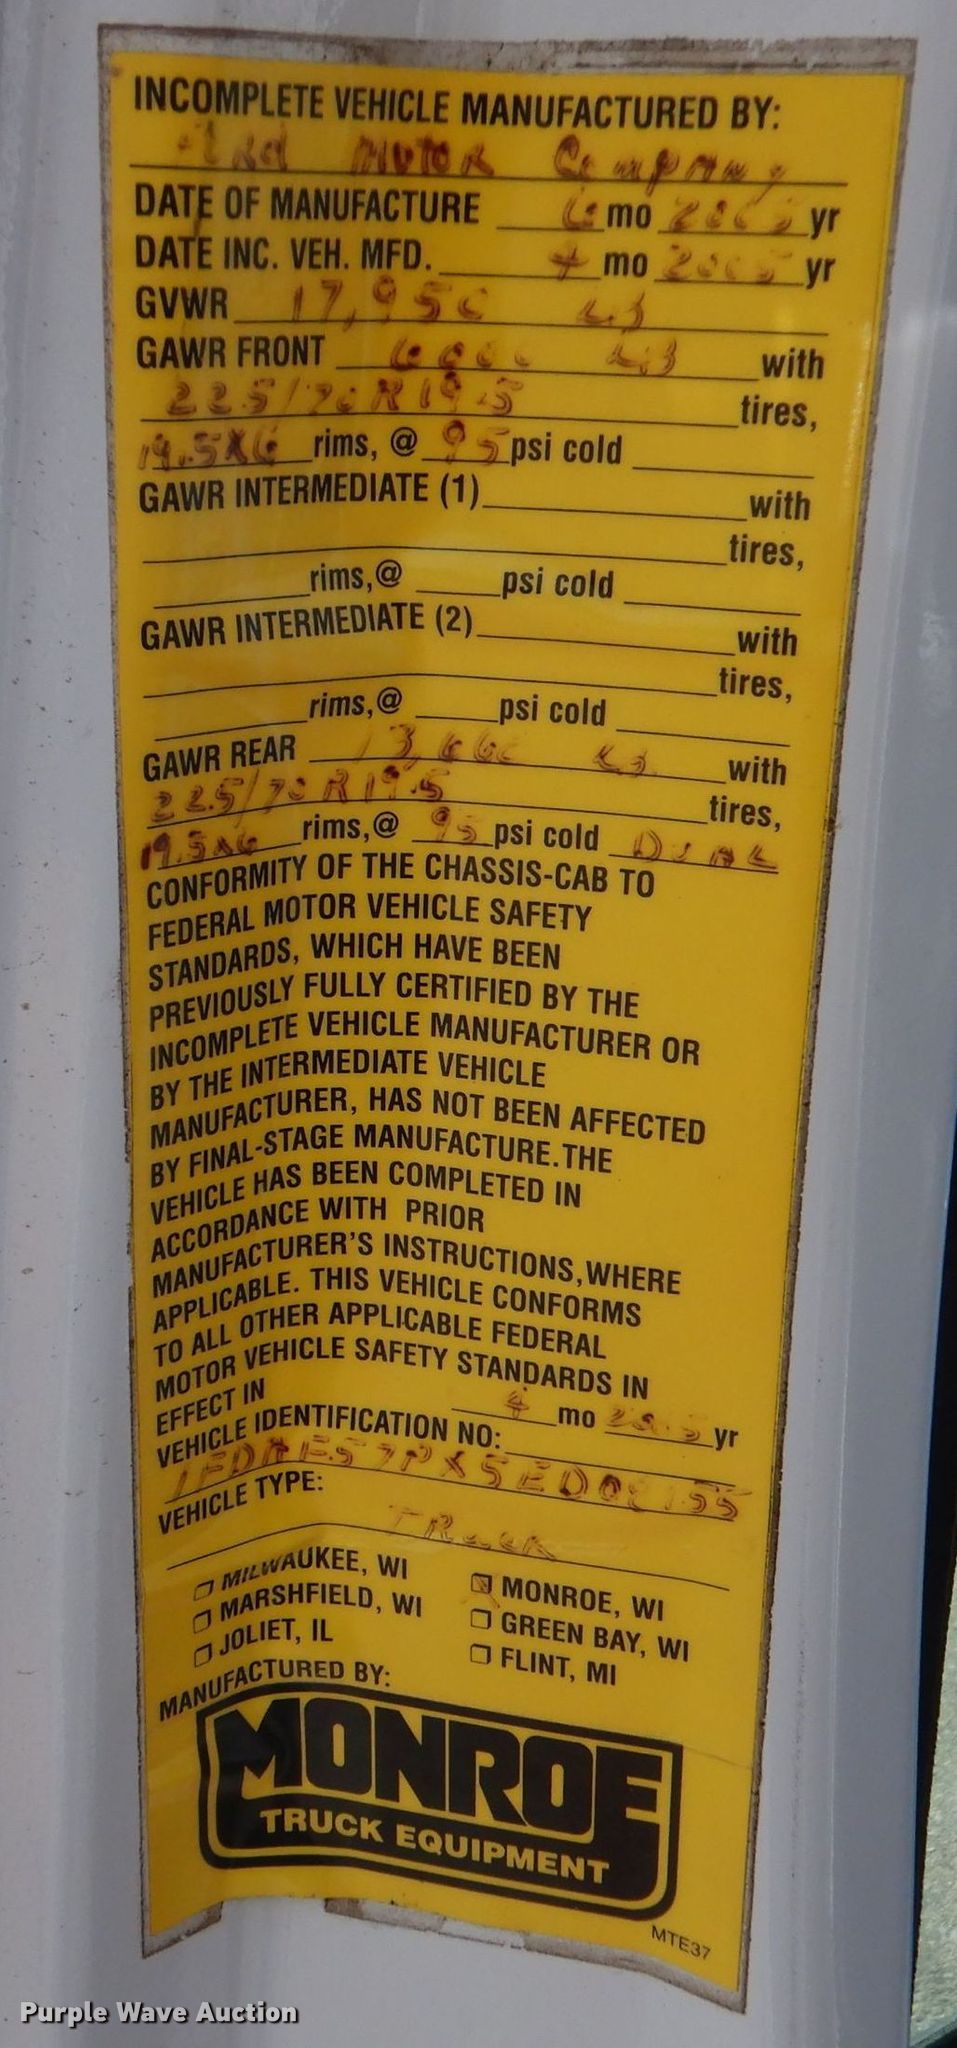 INCOMPLETE VEHICLE MANUFACTURED BY:
Motor Company
DATE OF MANUFACTURE 6 mo 2005 yr
DATE INC. VEH. MFD. 4 mo 2005 yr
GVWR 17,950 LB
GAWR FRONT 6000 LB with
225/70R19.5 tires,
19.5X6 rims, @ 95 psi cold
GAWR INTERMEDIATE (1) with
tires,
rims,@ psi cold
GAWR INTERMEDIATE (2) with
tires,
rims,@ psi cold
GAWR REAR LB with
225/70R19.5 tires,
19.5X6 rims,@ 95 psi cold DUAL
CONFORMITY OF THE CHASSIS-CAB TO
FEDERAL MOTOR VEHICLE SAFETY
STANDARDS, WHICH HAVE BEEN
PREVIOUSLY FULLY CERTIFIED BY THE
INCOMPLETE VEHICLE MANUFACTURER OR
BY THE INTERMEDIATE VEHICLE
MANUFACTURER, HAS NOT BEEN AFFECTED
BY FINAL-STAGE MANUFACTURE. THE
VEHICLE HAS BEEN COMPLETED IN
ACCORDANCE WITH PRIOR
MANUFACTURER'S INSTRUCTIONS, WHERE
APPLICABLE. THIS VEHICLE CONFORMS
TO ALL OTHER APPLICABLE FEDERAL
MOTOR VEHICLE SAFETY STANDARDS IN
EFFECT IN 4 mo 2005 yr
VEHICLE IDENTIFICATION NO:
VEHICLE TYPE:
TRUCK
MILWAUKEE, WI
MARSHFIELD, WI
JOLIET, IL
MONROE, WI
GREEN BAY, WI
FLINT, MI
MANUFACTURED BY:
MONROE
TRUCK EQUIPMENT
MTE37
Purple Wave Auction